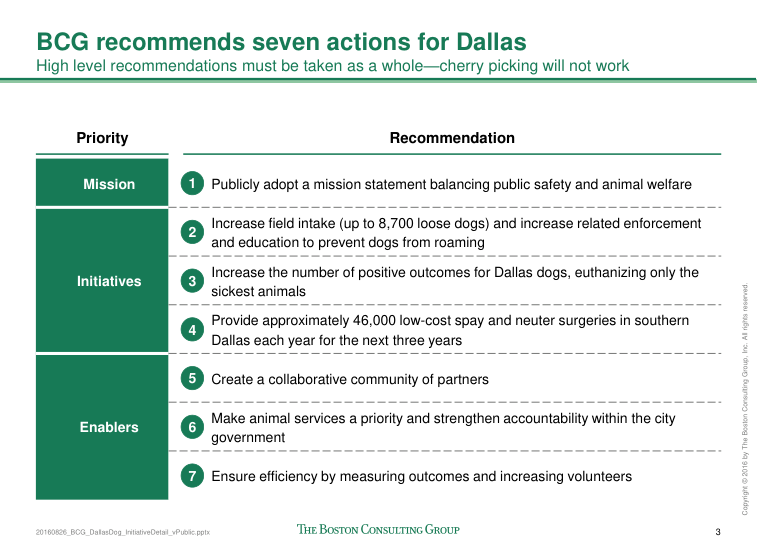 BCG recommends seven actions for Dallas
High level recommendations must be taken as a whole—cherry picking will not work
Priority
Recommendation
Mission
1
Publicly adopt a mission statement balancing public safety and animal welfare
Initiatives
2
Increase field intake (up to 8,700 loose dogs) and increase related enforcement
and education to prevent dogs from roaming
3
Increase the number of positive outcomes for Dallas dogs, euthanizing only the
sickest animals
4
Provide approximately 46,000 low-cost spay and neuter surgeries in southern
Dallas each year for the next three years
Enablers
5
Create a collaborative community of partners
6
Make animal services a priority and strengthen accountability within the city
government
7
Ensure efficiency by measuring outcomes and increasing volunteers
Copyright © 2016 by The Boston Consulting Group, Inc. All rights reserved.
20160826_BCG_DallasDog_InitiativeDetail_vPublic.pptx
THE BOSTON CONSULTING GROUP
3